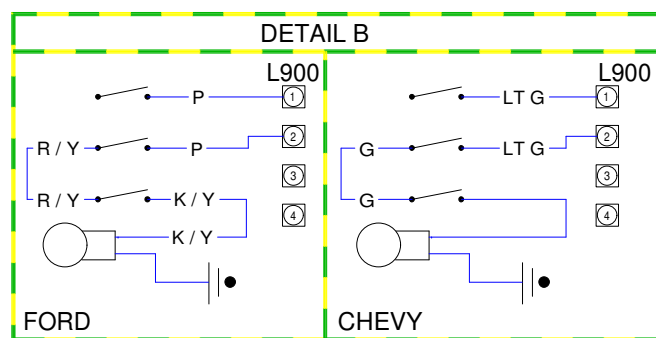 DETAIL B
L900
P
1
R / Y
P
2
3
R / Y
K / Y
4
K / Y
FORD
L900
LT G
1
G
LT G
2
3
G
4
CHEVY